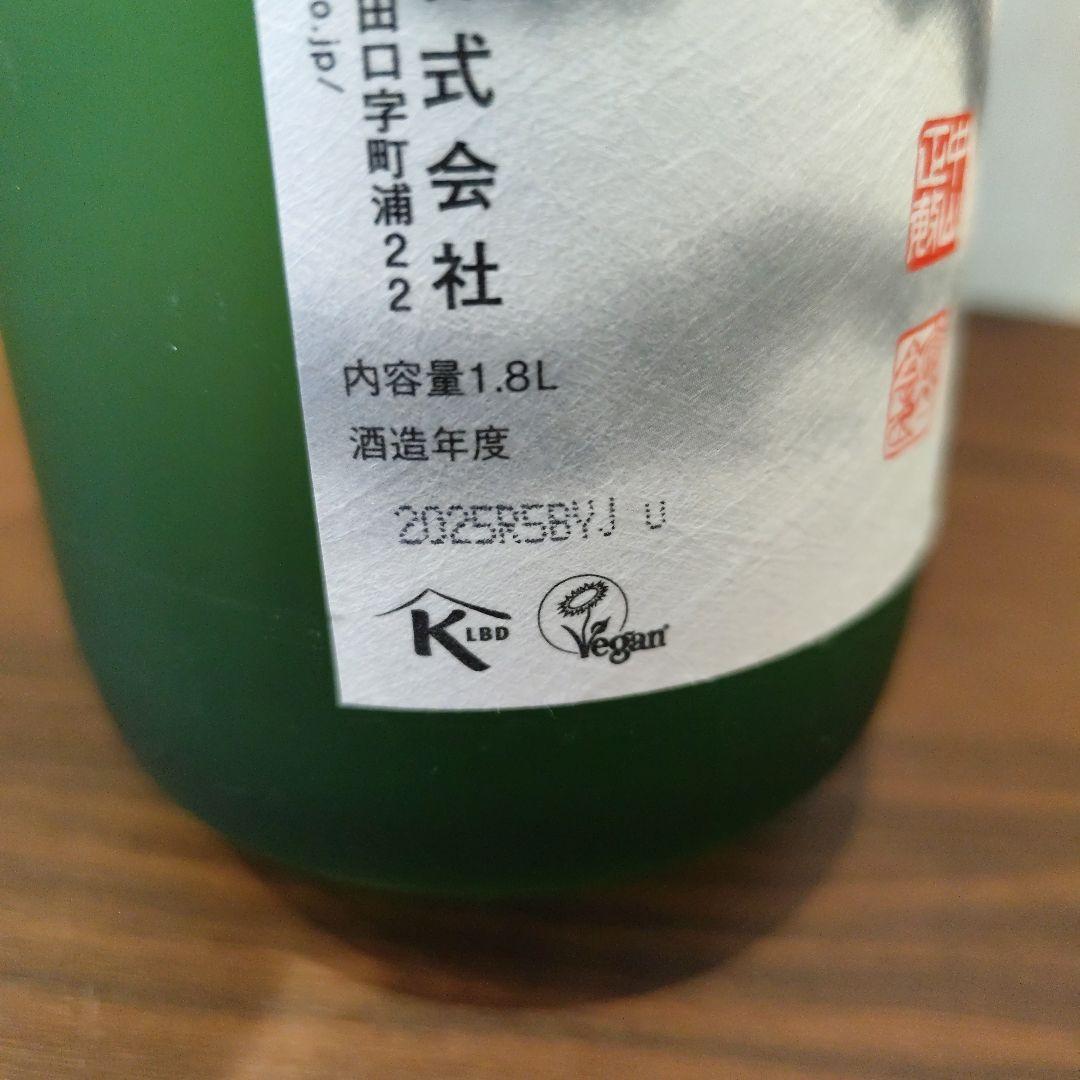 式会社
田口字町浦22
o.jp/
内容量1.8L
酒造年度
2025R5BYJ U
K LBD
Vegan